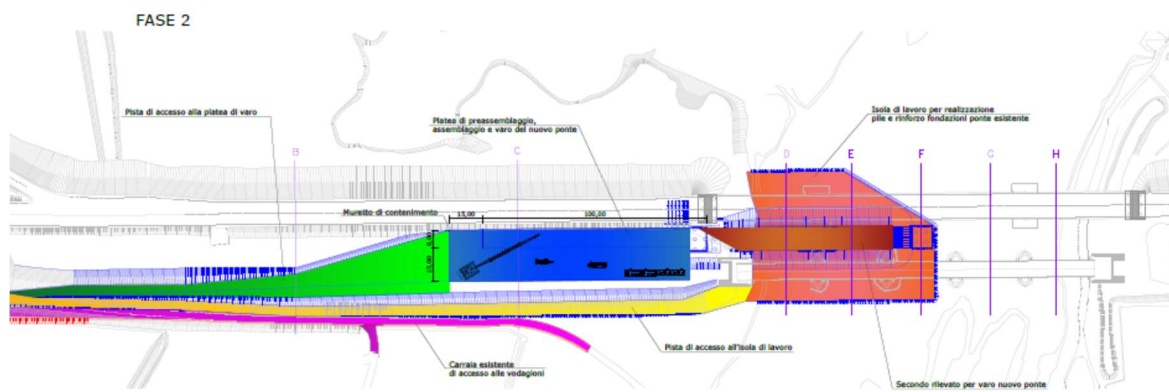 FASE 2
Pista di accesso alla platea di varo
Platea di preassemblaggio,
assemblaggio e varo del nuovo ponte
Isola di lavoro per realizzazione
pile e rinforzo fondazioni ponte esistente
B
C
D
E
F
G
H
Muretto di contenimento
15,00
100,00
15,00
Pista di accesso all'isola di lavoro
Carraia esistente
di accesso alle vodagioni
Secondo rilevato per varo nuovo ponte